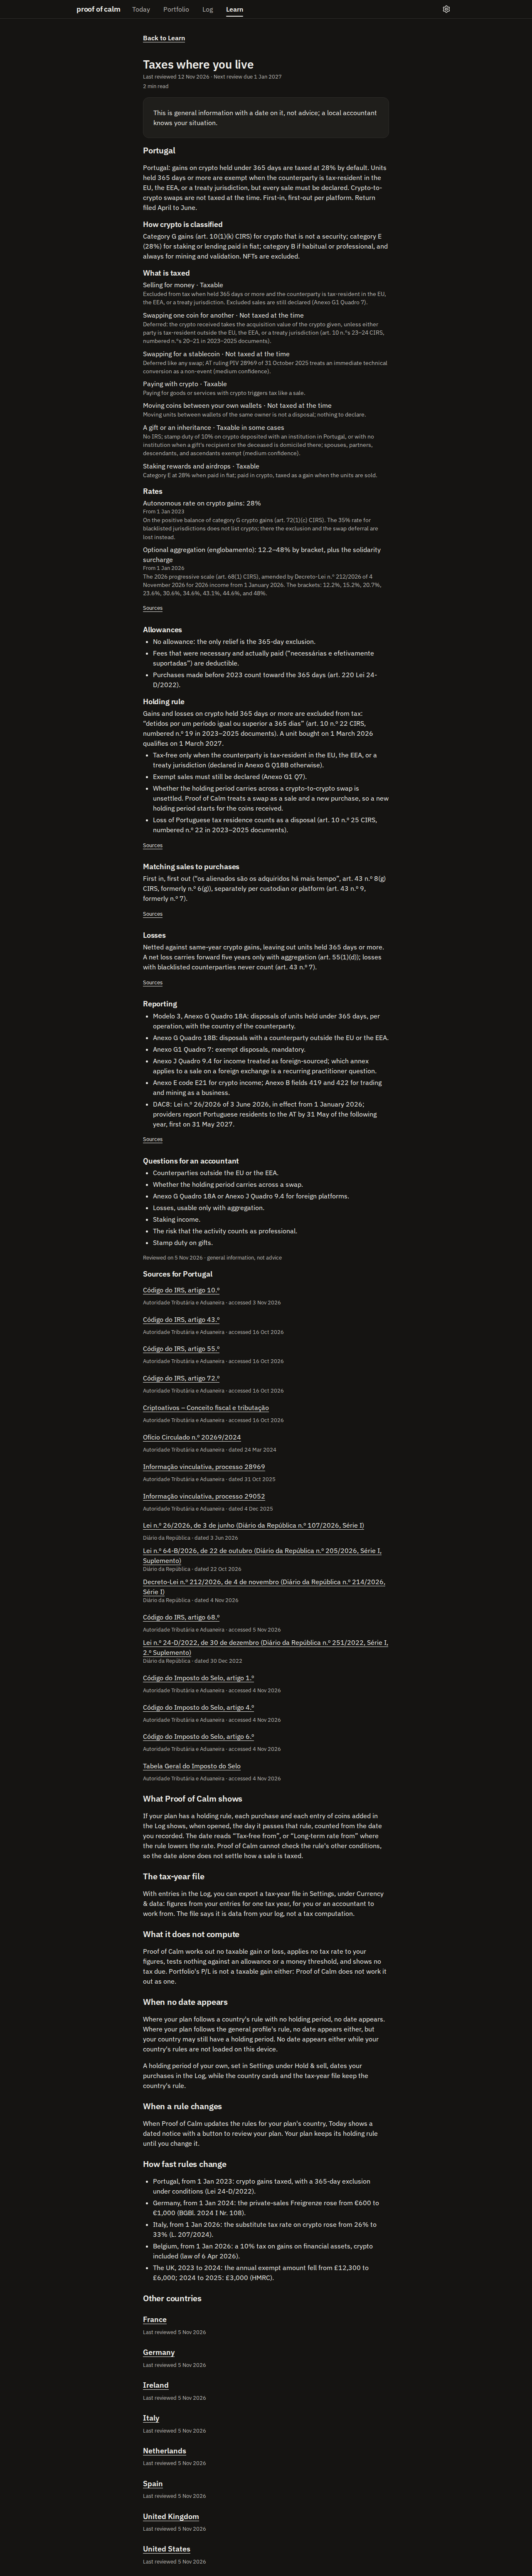 proof of calm
Today
Portfolio
Log
Learn
Back to Learn
Taxes where you live
Last reviewed 12 Nov 2026 · Next review due 1 Jan 2027
2 min read
This is general information with a date on it, not advice; a local accountant
knows your situation.
Portugal
Portugal: gains on crypto held under 365 days are taxed at 28% by default. Units
held 365 days or more are exempt when the counterparty is tax-resident in the
EU, the EEA, or a treaty jurisdiction, but every sale must be declared. Crypto-to-
crypto swaps are not taxed at the time. First-in, first-out per platform. Return
filed April to June.
How crypto is classified
Category G gains (art. 10(1)(k) CIRS) for crypto that is not a security; category E
(28%) for staking or lending paid in fiat; category B if habitual or professional, and
always for mining and validation. NFTs are excluded.
What is taxed
Selling for money · Taxable
Excluded from tax when held 365 days or more and the counterparty is tax-resident in the EU,
the EEA, or a treaty jurisdiction. Excluded sales are still declared (Anexo G1 Quadro 7).
Swapping one coin for another · Not taxed at the time
Deferred: the crypto received takes the acquisition value of the crypto given, unless either
party is tax-resident outside the EU, the EEA, or a treaty jurisdiction (art. 10 n.ºs 23–24 CIRS,
numbered n.ºs 20–21 in 2023–2025 documents).
Swapping for a stablecoin · Not taxed at the time
Deferred like any swap; AT ruling PIV 28969 of 31 October 2025 treats an immediate technical
conversion as a non-event (medium confidence).
Paying with crypto · Taxable
Paying for goods or services with crypto triggers tax like a sale.
Moving coins between your own wallets · Not taxed at the time
Moving units between wallets of the same owner is not a disposal; nothing to declare.
A gift or an inheritance · Taxable in some cases
No IRS; stamp duty of 10% on crypto deposited with an institution in Portugal, or with no
institution when a gift's recipient or the deceased is domiciled there; spouses, partners,
descendants, and ascendants exempt (medium confidence).
Staking rewards and airdrops · Taxable
Category E at 28% when paid in fiat; paid in crypto, taxed as a gain when the units are sold.
Rates
Autonomous rate on crypto gains: 28%
From 1 Jan 2023
On the positive balance of category G crypto gains (art. 72(1)(c) CIRS). The 35% rate for
blacklisted jurisdictions does not list crypto; there the exclusion and the swap deferral are
lost instead.
Optional aggregation (englobamento): 12.2–48% by bracket, plus the solidarity
surcharge
From 1 Jan 2026
The 2026 progressive scale (art. 68(1) CIRS), amended by Decreto-Lei n.º 212/2026 of 4
November 2026 for 2026 income from 1 January 2026. The brackets: 12.2%, 15.2%, 20.7%,
23.6%, 30.6%, 34.6%, 43.1%, 44.6%, and 48%.
Sources
Allowances
No allowance: the only relief is the 365-day exclusion.
Fees that were necessary and actually paid (“necessárias e efetivamente
suportadas”) are deductible.
Purchases made before 2023 count toward the 365 days (art. 220 Lei 24-
D/2022).
Holding rule
Gains and losses on crypto held 365 days or more are excluded from tax:
“detidos por um período igual ou superior a 365 dias” (art. 10 n.º 22 CIRS,
numbered n.º 19 in 2023–2025 documents). A unit bought on 1 March 2026
qualifies on 1 March 2027.
Tax-free only when the counterparty is tax-resident in the EU, the EEA, or a
treaty jurisdiction (declared in Anexo G Q18B otherwise).
Exempt sales must still be declared (Anexo G1 Q7).
Whether the holding period carries across a crypto-to-crypto swap is
unsettled. Proof of Calm treats a swap as a sale and a new purchase, so a new
holding period starts for the coins received.
Loss of Portuguese tax residence counts as a disposal (art. 10 n.º 25 CIRS,
numbered n.º 22 in 2023–2025 documents).
Sources
Matching sales to purchases
First in, first out (“os alienados são os adquiridos há mais tempo”, art. 43 n.º 8(g)
CIRS, formerly n.º 6(g)), separately per custodian or platform (art. 43 n.º 9,
formerly n.º 7).
Sources
Losses
Netted against same-year crypto gains, leaving out units held 365 days or more.
A net loss carries forward five years only with aggregation (art. 55(1)(d)); losses
with blacklisted counterparties never count (art. 43 n.º 7).
Sources
Reporting
Modelo 3, Anexo G Quadro 18A: disposals of units held under 365 days, per
operation, with the country of the counterparty.
Anexo G Quadro 18B: disposals with a counterparty outside the EU or the EEA.
Anexo G1 Quadro 7: exempt disposals, mandatory.
Anexo J Quadro 9.4 for income treated as foreign-sourced; which annex
applies to a sale on a foreign exchange is a recurring practitioner question.
Anexo E code E21 for crypto income; Anexo B fields 419 and 422 for trading
and mining as a business.
DAC8: Lei n.º 26/2026 of 3 June 2026, in effect from 1 January 2026;
providers report Portuguese residents to the AT by 31 May of the following
year, first on 31 May 2027.
Sources
Questions for an accountant
Counterparties outside the EU or the EEA.
Whether the holding period carries across a swap.
Anexo G Quadro 18A or Anexo J Quadro 9.4 for foreign platforms.
Losses, usable only with aggregation.
Staking income.
The risk that the activity counts as professional.
Stamp duty on gifts.
Reviewed on 5 Nov 2026 · general information, not advice
Sources for Portugal
Código do IRS, artigo 10.º
Autoridade Tributária e Aduaneira · accessed 3 Nov 2026
Código do IRS, artigo 43.º
Autoridade Tributária e Aduaneira · accessed 16 Oct 2026
Código do IRS, artigo 55.º
Autoridade Tributária e Aduaneira · accessed 16 Oct 2026
Código do IRS, artigo 72.º
Autoridade Tributária e Aduaneira · accessed 16 Oct 2026
Criptoativos – Conceito fiscal e tributação
Autoridade Tributária e Aduaneira · accessed 16 Oct 2026
Ofício Circulado n.º 20269/2024
Autoridade Tributária e Aduaneira · dated 24 Mar 2024
Informação vinculativa, processo 28969
Autoridade Tributária e Aduaneira · dated 31 Oct 2025
Informação vinculativa, processo 29052
Autoridade Tributária e Aduaneira · dated 4 Dec 2025
Lei n.º 26/2026, de 3 de junho (Diário da República n.º 107/2026, Série I)
Diário da República · dated 3 Jun 2026
Lei n.º 64-B/2026, de 22 de outubro (Diário da República n.º 205/2026, Série I,
Suplemento)
Diário da República · dated 22 Oct 2026
Decreto-Lei n.º 212/2026, de 4 de novembro (Diário da República n.º 214/2026,
Série I)
Diário da República · dated 4 Nov 2026
Código do IRS, artigo 68.º
Autoridade Tributária e Aduaneira · accessed 5 Nov 2026
Lei n.º 24-D/2022, de 30 de dezembro (Diário da República n.º 251/2022, Série I,
2.º Suplemento)
Diário da República · dated 30 Dec 2022
Código do Imposto do Selo, artigo 1.º
Autoridade Tributária e Aduaneira · accessed 4 Nov 2026
Código do Imposto do Selo, artigo 4.º
Autoridade Tributária e Aduaneira · accessed 4 Nov 2026
Código do Imposto do Selo, artigo 6.º
Autoridade Tributária e Aduaneira · accessed 4 Nov 2026
Tabela Geral do Imposto do Selo
Autoridade Tributária e Aduaneira · accessed 4 Nov 2026
What Proof of Calm shows
If your plan has a holding rule, each purchase and each entry of coins added in
the Log shows, when opened, the day it passes that rule, counted from the date
you recorded. The date reads “Tax-free from”, or “Long-term rate from” where
the rule lowers the rate. Proof of Calm cannot check the rule's other conditions,
so the date alone does not settle how a sale is taxed.
The tax-year file
With entries in the Log, you can export a tax-year file in Settings, under Currency
& data: figures from your entries for one tax year, for you or an accountant to
work from. The file says it is data from your log, not a tax computation.
What it does not compute
Proof of Calm works out no taxable gain or loss, applies no tax rate to your
figures, tests nothing against an allowance or a money threshold, and shows no
tax due. Portfolio's P/L is not a taxable gain either: Proof of Calm does not work it
out as one.
When no date appears
Where your plan follows a country's rule with no holding period, no date appears.
Where your plan follows the general profile's rule, no date appears either, but
your country may still have a holding period. No date appears either while your
country's rules are not loaded on this device.
A holding period of your own, set in Settings under Hold & sell, dates your
purchases in the Log, while the country cards and the tax-year file keep the
country's rule.
When a rule changes
When Proof of Calm updates the rules for your plan's country, Today shows a
dated notice with a button to review your plan. Your plan keeps its holding rule
until you change it.
How fast rules change
Portugal, from 1 Jan 2023: crypto gains taxed, with a 365-day exclusion
under conditions (Lei 24-D/2022).
Germany, from 1 Jan 2024: the private-sales Freigrenze rose from €600 to
€1,000 (BGBl. 2024 I Nr. 108).
Italy, from 1 Jan 2026: the substitute tax rate on crypto rose from 26% to
33% (L. 207/2024).
Belgium, from 1 Jan 2026: a 10% tax on gains on financial assets, crypto
included (law of 6 Apr 2026).
The UK, 2023 to 2024: the annual exempt amount fell from £12,300 to
£6,000; 2024 to 2025: £3,000 (HMRC).
Other countries
France
Last reviewed 5 Nov 2026
Germany
Last reviewed 5 Nov 2026
Ireland
Last reviewed 5 Nov 2026
Italy
Last reviewed 5 Nov 2026
Netherlands
Last reviewed 5 Nov 2026
Spain
Last reviewed 5 Nov 2026
United Kingdom
Last reviewed 5 Nov 2026
United States
Last reviewed 5 Nov 2026